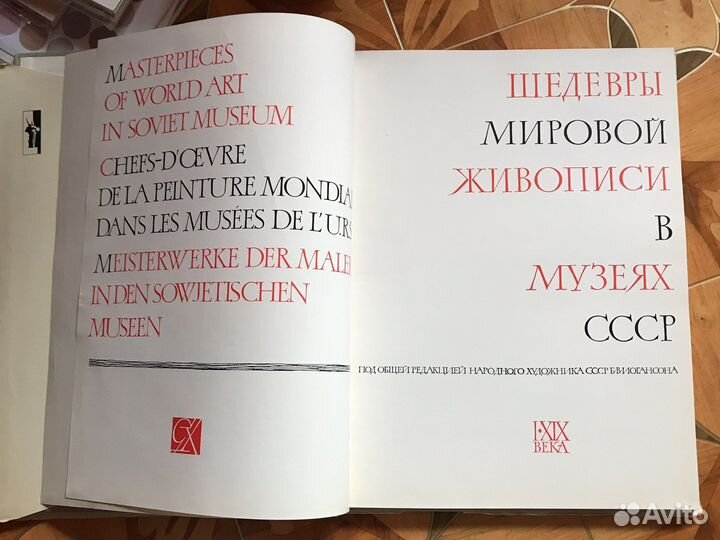 MASTERPIECES
OF WORLD ART
IN SOVIET MUSEUM
CHEFS-D'ŒVRE
DE LA PEINTURE MONDIA
DANS LES MUSÉES DE L'U.R.S
MEISTERWERKE DER MALE
IN DEN SOWJETISCHEN
MUSEEN
ШЕДЕВРЫ
МИРОВОЙ
ЖИВОПИСИ
В
МУЗЕЯХ
СССР
ПОД ОБЩЕЙ РЕДАКЦИЕЙ НАРОДНОГО ХУДОЖНИКА СССР Б·В·ИОГАНСОНА
I·XIX
ВЕКА
Avito